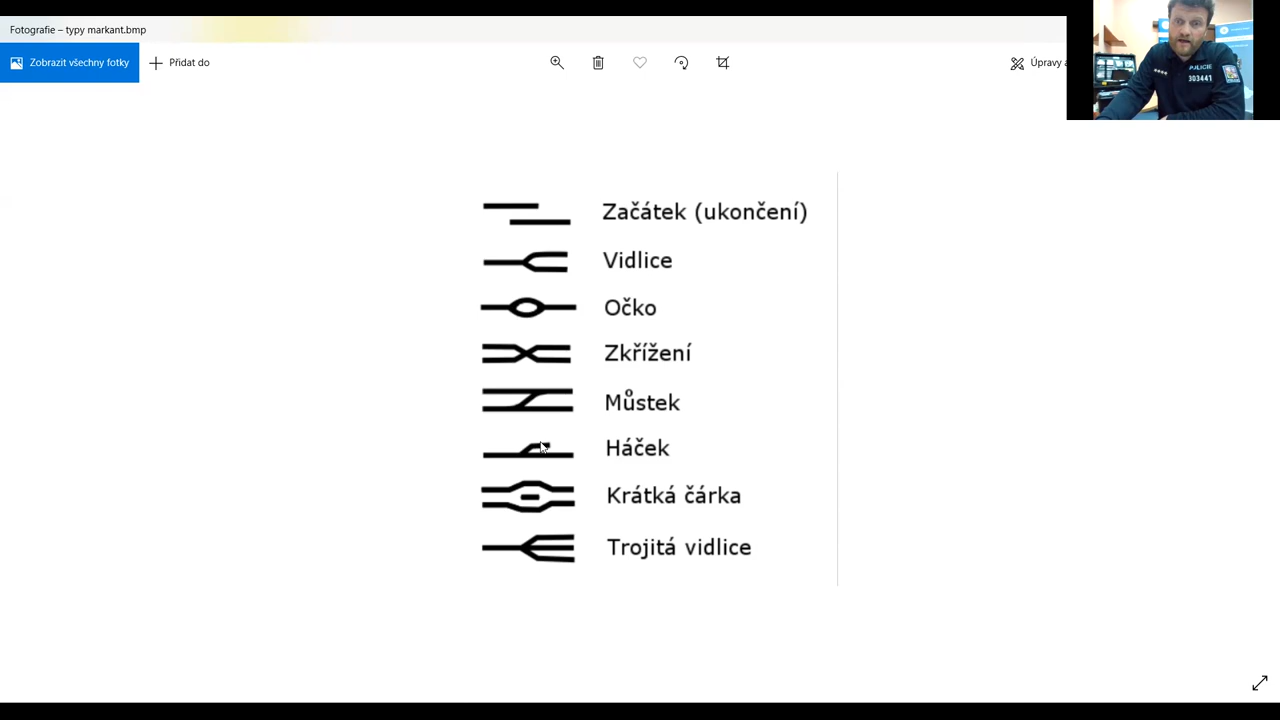 Fotografie – typy markant.bmp
Zobrazit všechny fotky
Přidat do
Úpravy a
POLICIE
303441
Začátek (ukončení)
Vidlice
Očko
Zkřížení
Můstek
Háček
Krátká čárka
Trojitá vidlice